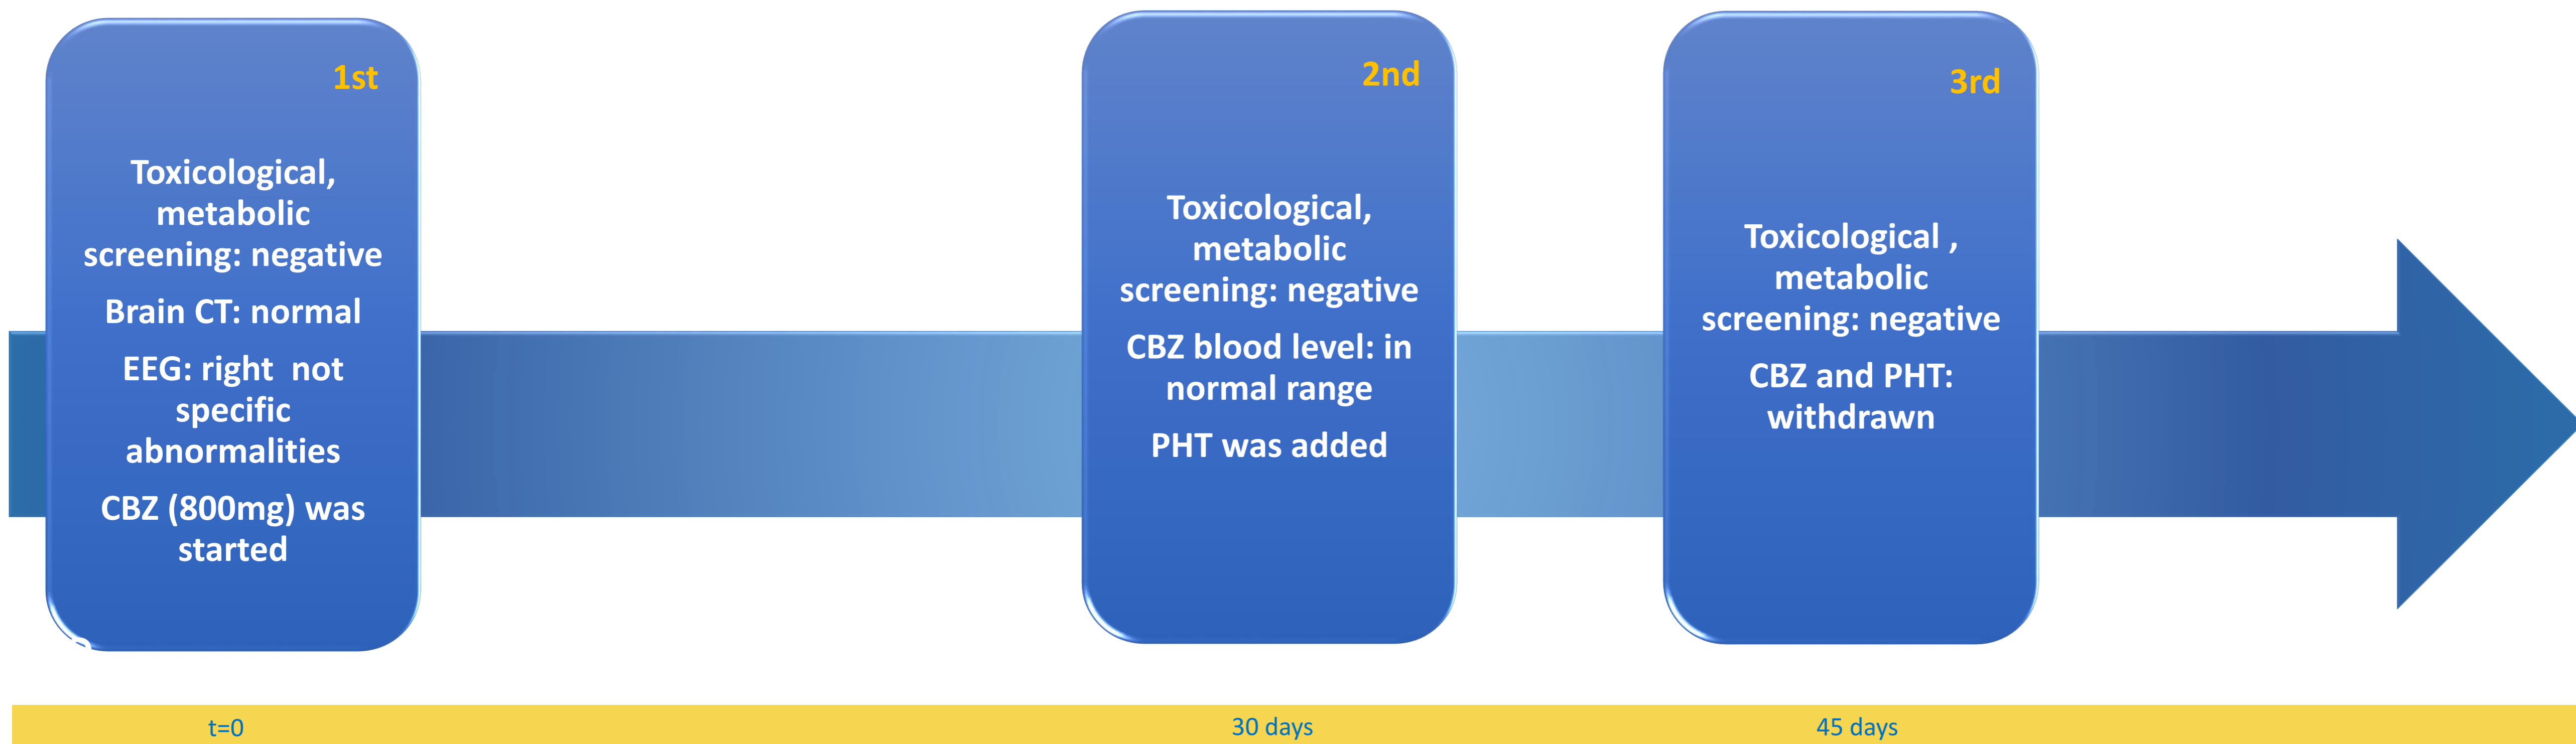 1st
Toxicological,
metabolic
screening: negative
Brain CT: normal
EEG: right  not
specific
abnormalities
CBZ (800mg) was
started
2nd
Toxicological,
metabolic
screening: negative
CBZ blood level: in
normal range
PHT was added
3rd
Toxicological ,
metabolic
screening: negative
CBZ and PHT:
withdrawn
t=0
30 days
45 days